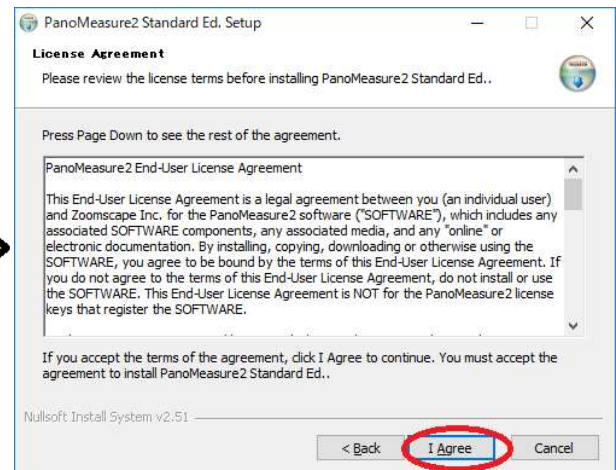 PanoMeasure2 Standard Ed. Setup
License Agreement
Please review the license terms before installing PanoMeasure2 Standard Ed..
Press Page Down to see the rest of the agreement.
PanoMeasure2 End-User License Agreement
This End-User License Agreement is a legal agreement between you (an individual user)
and Zoomscape Inc. for the PanoMeasure2 software ("SOFTWARE"), which includes any
associated SOFTWARE components, any associated media, and any "online" or
electronic documentation. By installing, copying, downloading or otherwise using the
SOFTWARE, you agree to be bound by the terms of this End-User License Agreement. If
you do not agree to the terms of this End-User License Agreement, do not install or use
the SOFTWARE. This End-User License Agreement is NOT for the PanoMeasure2 license
keys that register the SOFTWARE.
If you accept the terms of the agreement, click I Agree to continue. You must accept the
agreement to install PanoMeasure2 Standard Ed..
Nullsoft Install System v2.51
< Back I Agree Cancel